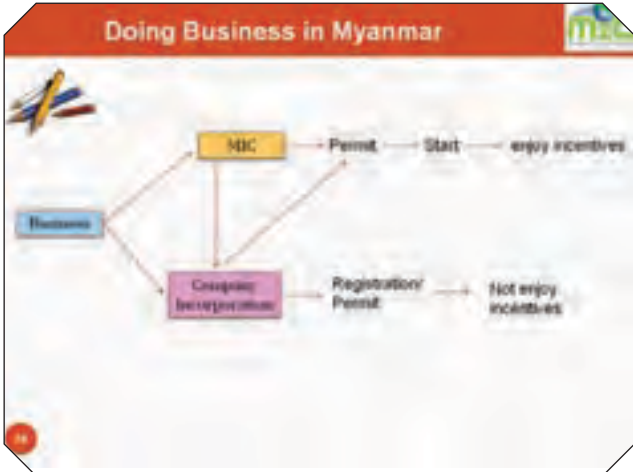 Doing Business in Myanmar
MIC
Permit
Start
enjoy incentives
Business
Company
Incorporation
Registration/
Permit
Not enjoy
incentives